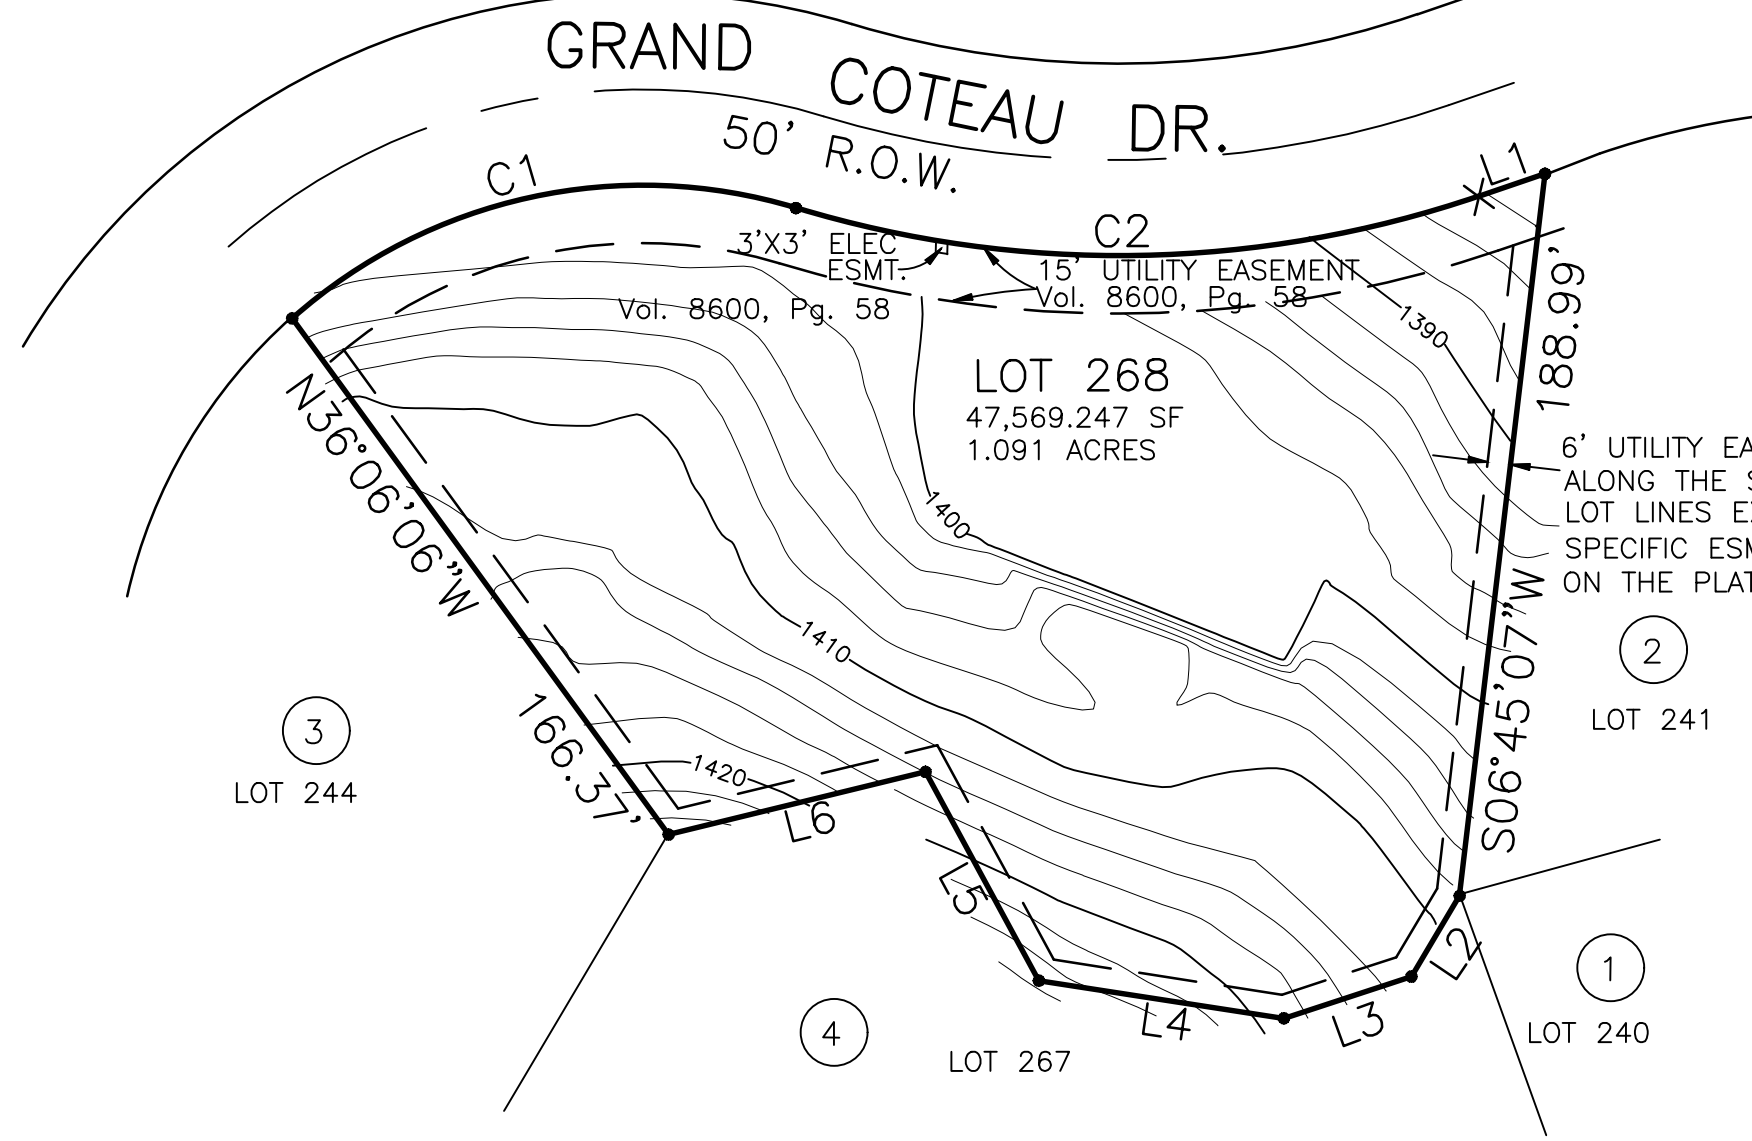 GRAND COTEAU DR.
50' R.O.W.
C1
L1
C2
3'X3' ELEC
ESMT.
Vol. 8600, Pg. 58
15' UTILITY EASEMENT
Vol. 8600, Pg. 58
1390
188.99'
LOT 268
47,569.247 SF
1.091 ACRES
N36°06'06"W
166.37'
6' UTILITY EA
ALONG THE S
LOT LINES E
SPECIFIC ESM
ON THE PLAT
1400
1410
S06°45'07"W
2
LOT 241
3
LOT 244
1420
L6
L5
L2
1
LOT 240
L4
L3
4
LOT 267